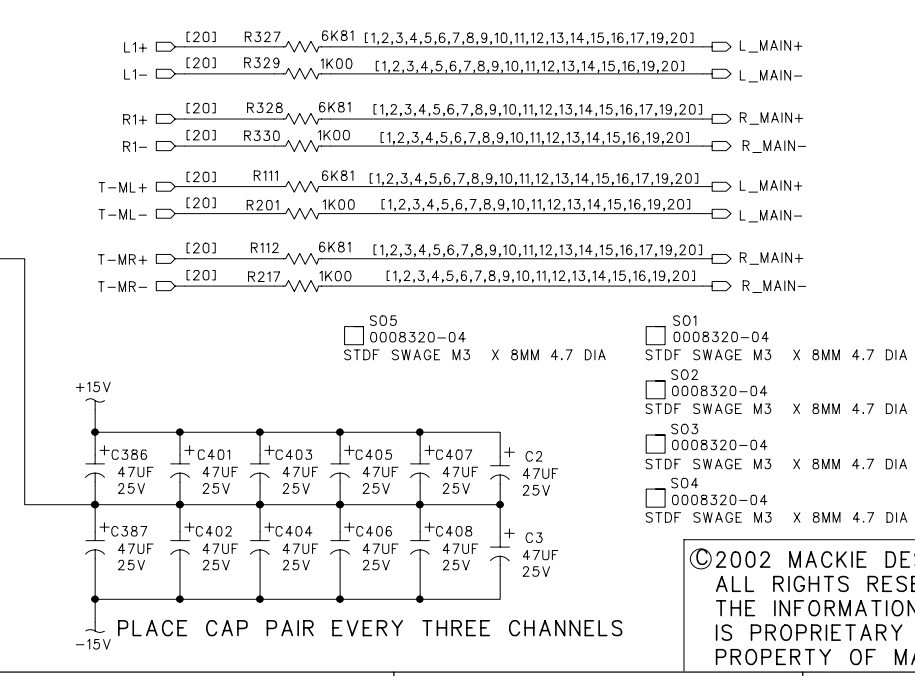 L1+ [20] R327 6K81 [1,2,3,4,5,6,7,8,9,10,11,12,13,14,15,16,17,19,20] L_MAIN+
L1- [20] R329 1K00 [1,2,3,4,5,6,7,8,9,10,11,12,13,14,15,16,19,20] L_MAIN-
R1+ [20] R328 6K81 [1,2,3,4,5,6,7,8,9,10,11,12,13,14,15,16,17,19,20] R_MAIN+
R1- [20] R330 1K00 [1,2,3,4,5,6,7,8,9,10,11,12,13,14,15,16,19,20] R_MAIN-
T-ML+ [20] R111 6K81 [1,2,3,4,5,6,7,8,9,10,11,12,13,14,15,16,17,19,20] L_MAIN+
T-ML- [20] R201 1K00 [1,2,3,4,5,6,7,8,9,10,11,12,13,14,15,16,19,20] L_MAIN-
T-MR+ [20] R112 6K81 [1,2,3,4,5,6,7,8,9,10,11,12,13,14,15,16,17,19,20] R_MAIN+
T-MR- [20] R217 1K00 [1,2,3,4,5,6,7,8,9,10,11,12,13,14,15,16,19,20] R_MAIN-
SO5
0008320-04
STDF SWAGE M3 X 8MM 4.7 DIA
SO1
0008320-04
STDF SWAGE M3 X 8MM 4.7 DIA
SO2
0008320-04
STDF SWAGE M3 X 8MM 4.7 DIA
SO3
0008320-04
STDF SWAGE M3 X 8MM 4.7 DIA
SO4
0008320-04
STDF SWAGE M3 X 8MM 4.7 DIA
+15V
+C386 +C401 +C403 +C405 +C407 + C2
47UF 47UF 47UF 47UF 47UF 47UF
25V 25V 25V 25V 25V 25V
+C387 +C402 +C404 +C406 +C408 + C3
47UF 47UF 47UF 47UF 47UF 47UF
25V 25V 25V 25V 25V 25V
-15V
PLACE CAP PAIR EVERY THREE CHANNELS
©2002 MACKIE DES
ALL RIGHTS RESE
THE INFORMATION
IS PROPRIETARY
PROPERTY OF MA